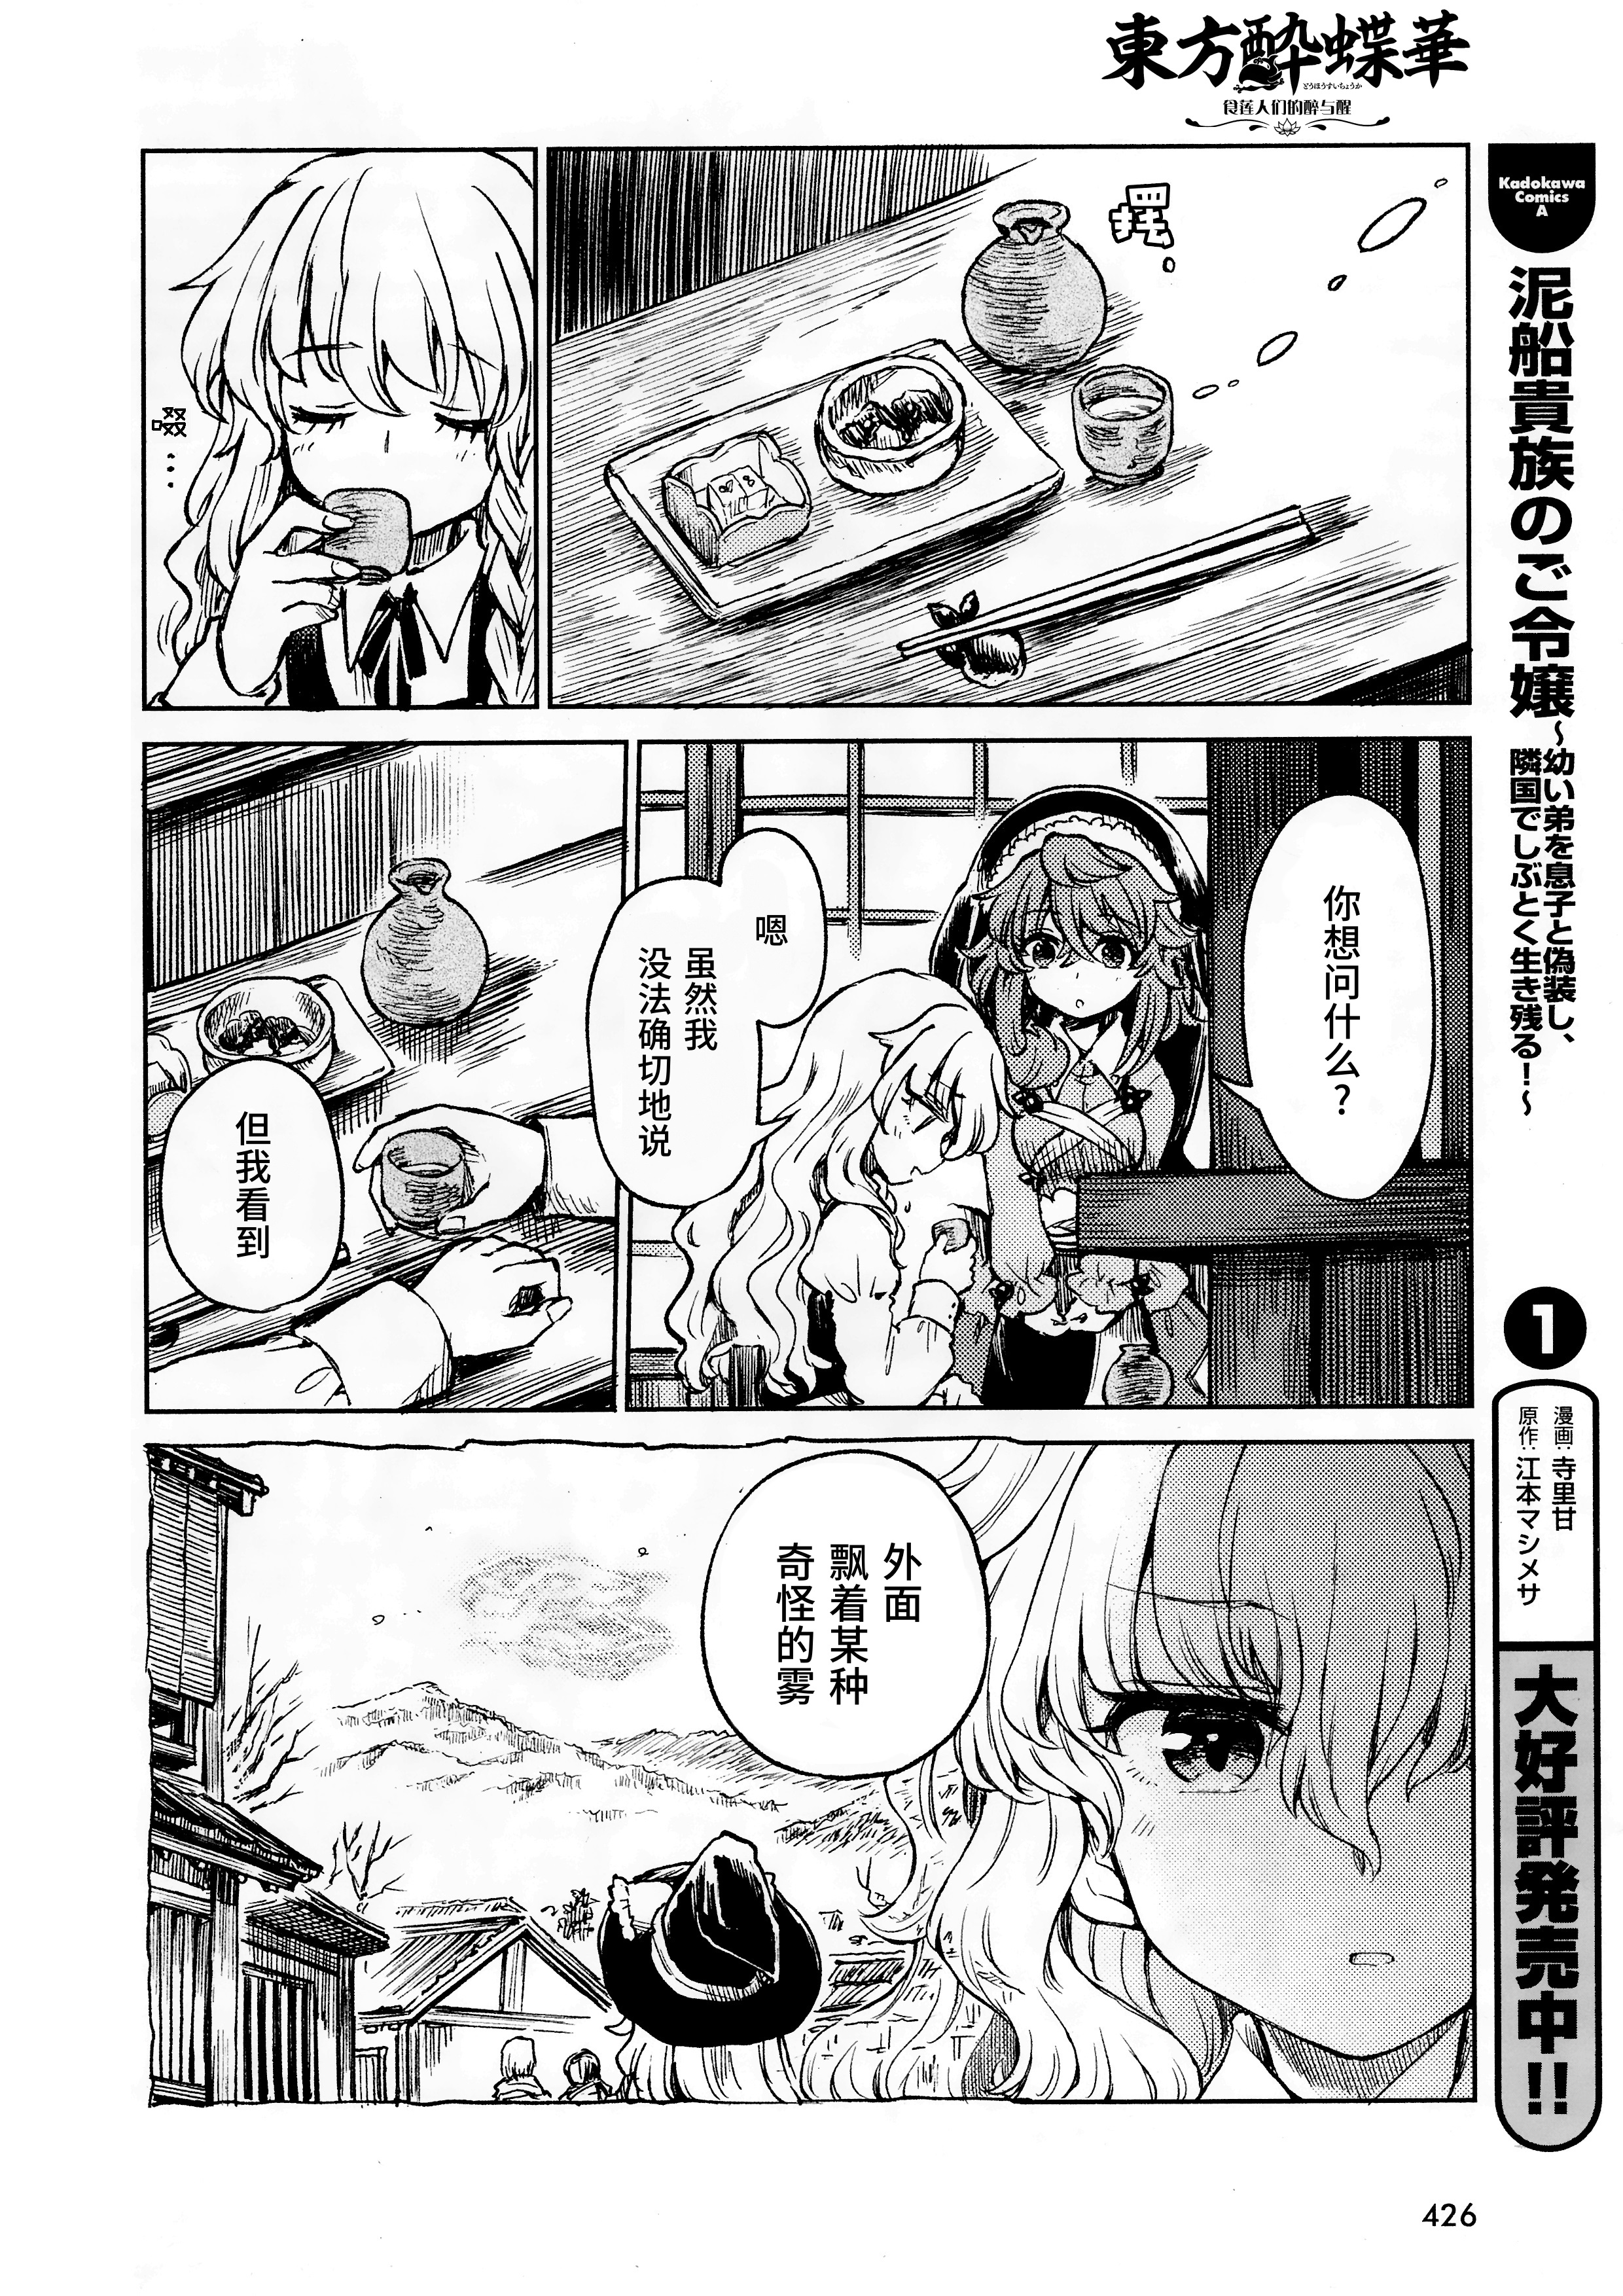 東方酔蝶華
とうほうすいちょうか
食莲人们的醉与醒
Kadokawa
Comics
A
泥船貴族のご令嬢
～幼い弟を息子と偽装し、
隣国でしぶとく生き残る！～
1
漫画：寺里甘
原作：江本マシメサ
大好評発売中!!
摆。
啜…
你想问什么？
嗯
虽然我
没法确切地说
但我看到
外面
飘着某种
奇怪的雾
426